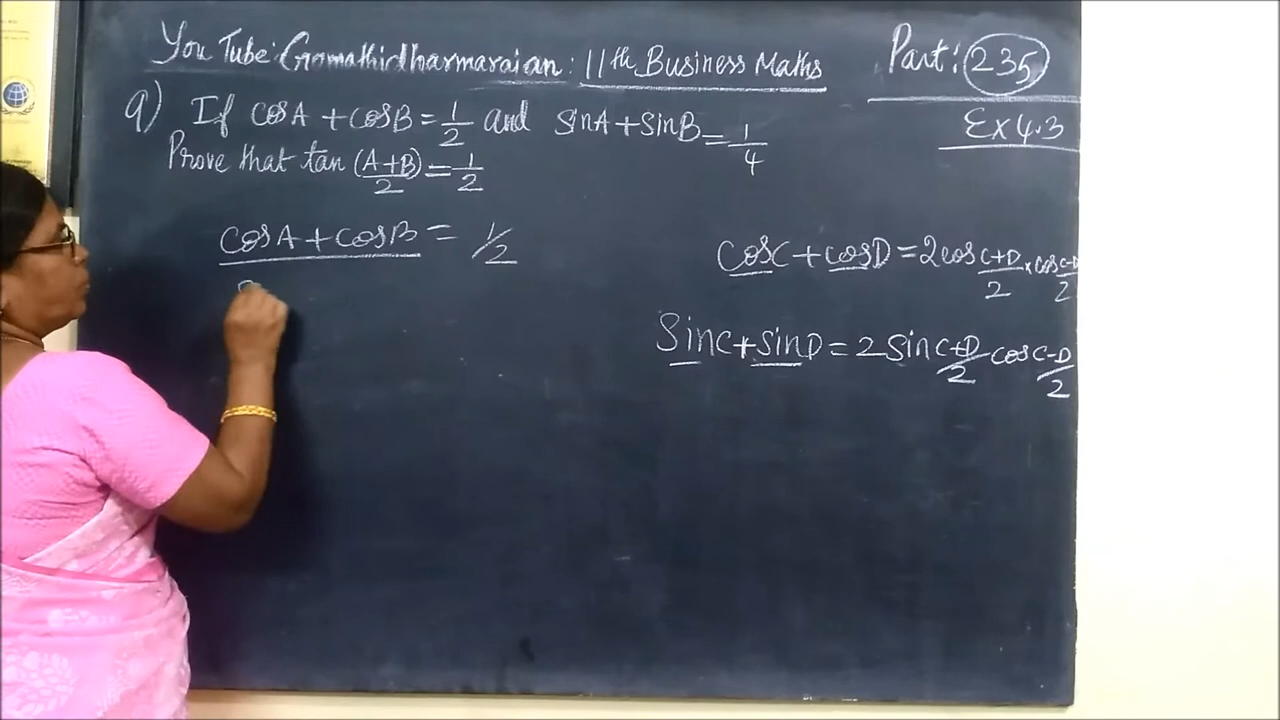 You Tube: Gomathidharmaraian: 11th Business Maths
Part: 235
Ex 4.3
9) If cosA + cosB = 1/2 and sinA + sinB = 1/4
Prove that tan (A+B)/2 = 1/2
cosA + cosB = 1/2
cosC + cosD = 2cos C+D/2 × cos C-D/2
SinC + sinD = 2 Sin C+D/2 cos C-D/2